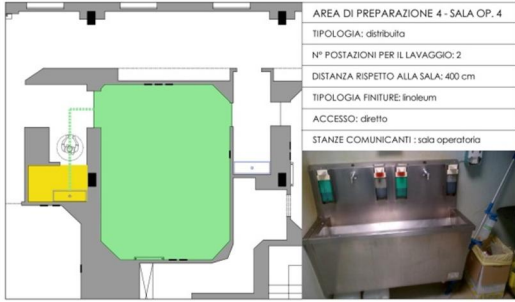 AREA DI PREPARAZIONE 4 - SALA OP. 4
TIPOLOGIA: distribuita
N° POSTAZIONI PER IL LAVAGGIO: 2
DISTANZA RISPETTO ALLA SALA: 400 cm
TIPOLOGIA FINITURE: linoleum
ACCESSO: diretto
STANZE COMUNICANTI : sala operatoria